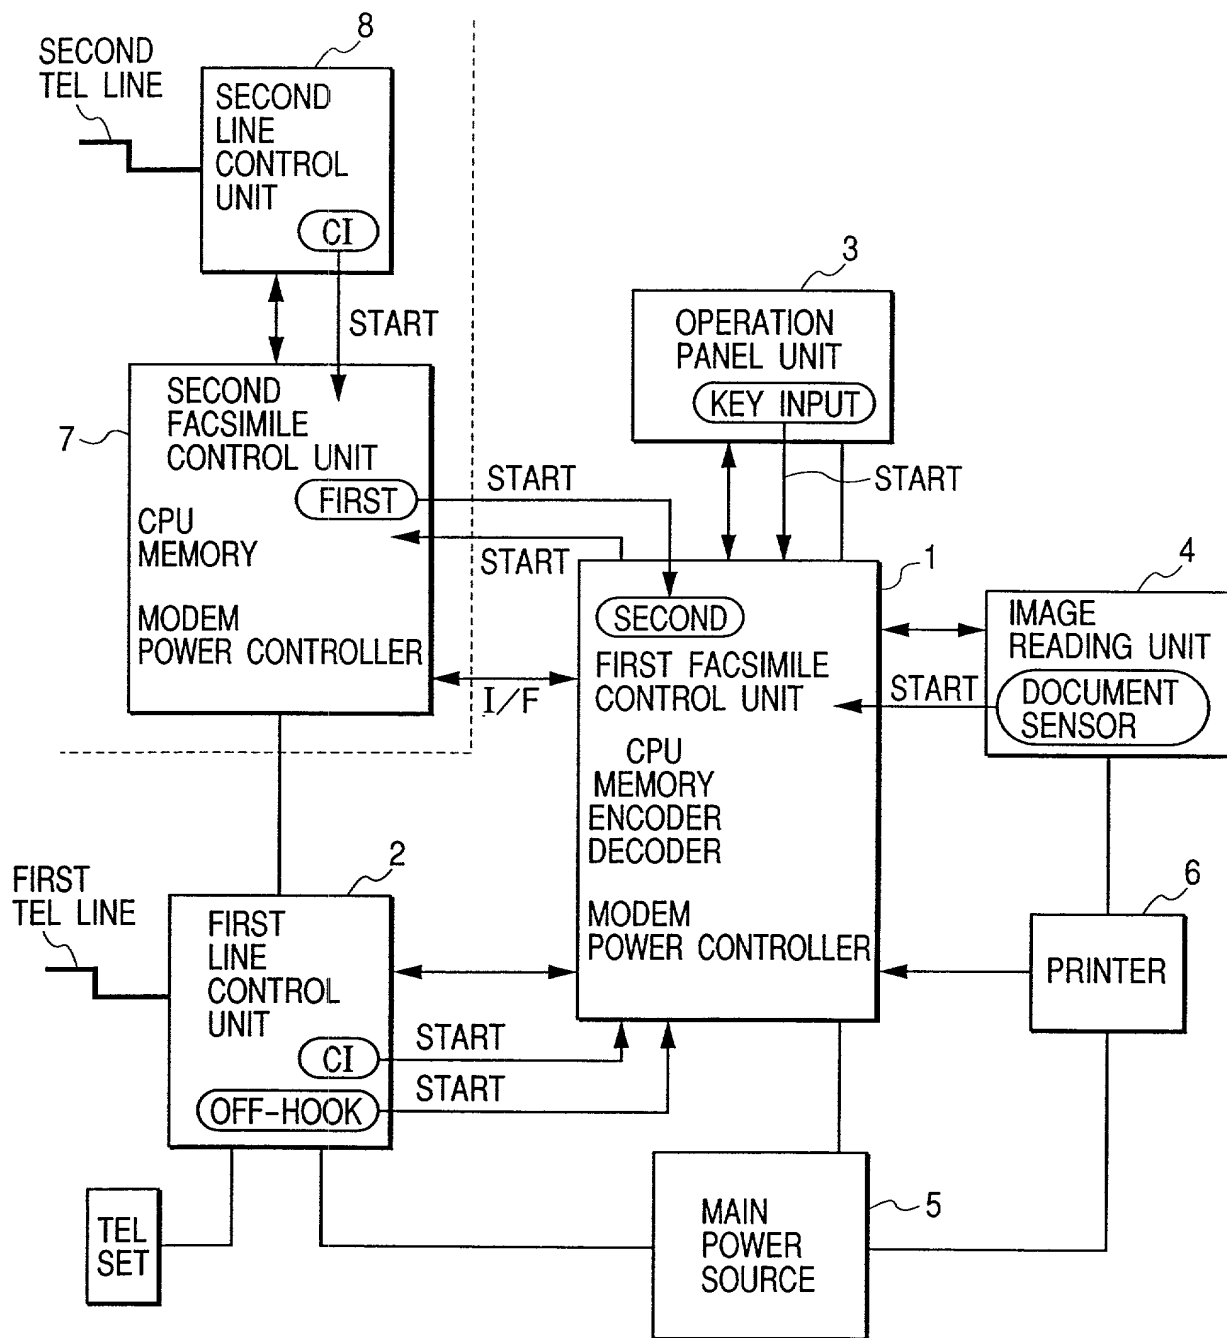 8
SECOND
TEL LINE
SECOND
LINE
CONTROL
UNIT
CI
START
3
OPERATION
PANEL UNIT
KEY INPUT
START
7
SECOND
FACSIMILE
CONTROL UNIT
FIRST
CPU
MEMORY
MODEM
POWER CONTROLLER
START
START
I/F
1
SECOND
FIRST FACSIMILE
CONTROL UNIT
CPU
MEMORY
ENCODER
DECODER
MODEM
POWER CONTROLLER
4
IMAGE
READING UNIT
DOCUMENT
SENSOR
START
2
FIRST
TEL LINE
FIRST
LINE
CONTROL
UNIT
CI
OFF-HOOK
START
START
6
PRINTER
TEL
SET
5
MAIN
POWER
SOURCE